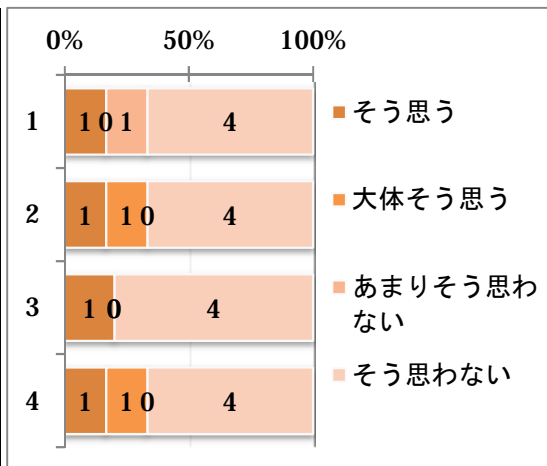 0% 50% 100%
1 1 0 1 4
2 1 1 0 4
3 1 0 4
4 1 1 0 4
そう思う
大体そう思う
あまりそう思わ
ない
そう思わない